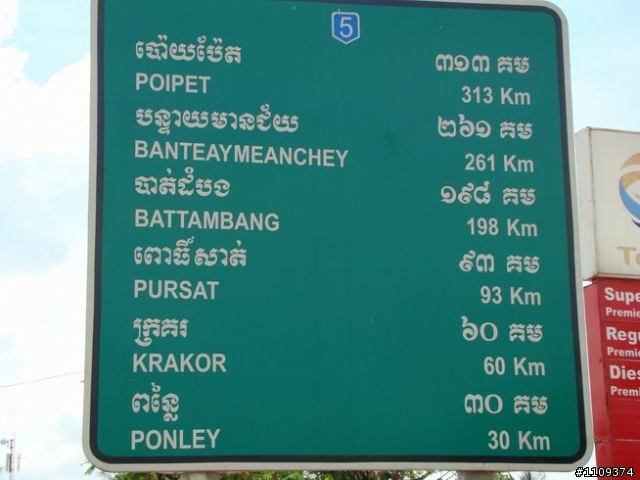 5
ប៉ោយប៉ែត ៣១៣ គម
POIPET 313 Km
បន្ទាយមានជ័យ ២៦១ គម
BANTEAYMEANCHEY 261 Km
បាត់ដំបង ១៩៨ គម
BATTAMBANG 198 Km
ពោធិ៍សាត់ ៩៣ គម
PURSAT 93 Km
ក្រគរ ៦០ គម
KRAKOR 60 Km
ពន្លៃ ៣០ គម
PONLEY 30 Km
Supe
Premie
Regu
Premi
Dies
Premi
#1109374